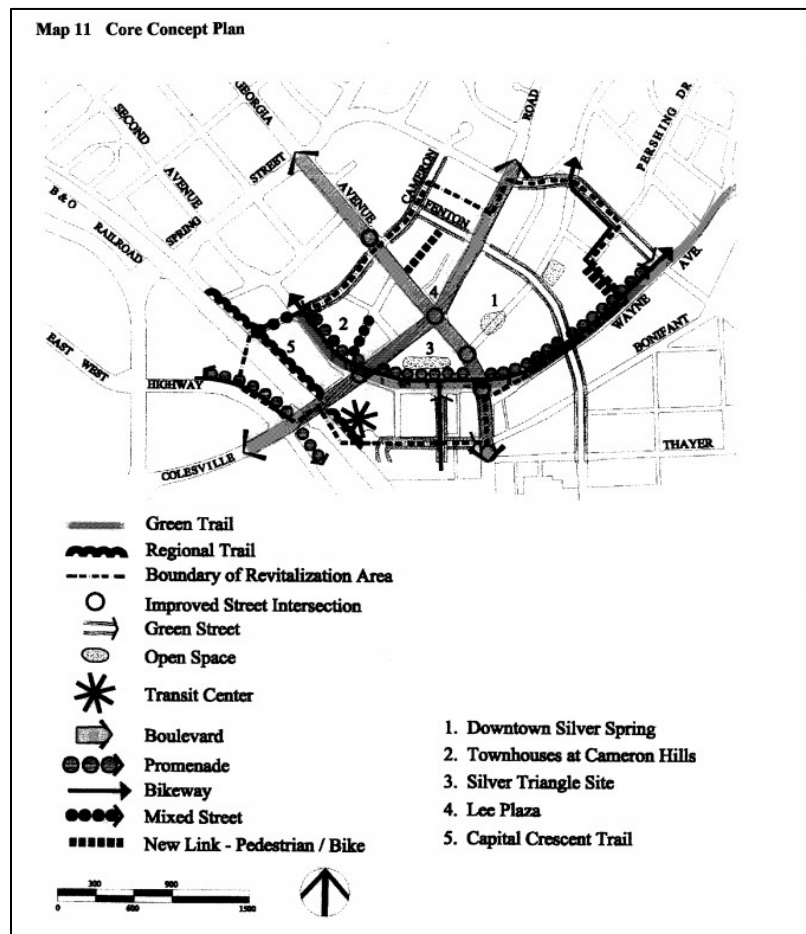 Map 11 Core Concept Plan
GEORGIA
AVENUE
SECOND
AVENUE
SPRING STREET
B & O RAILROAD
CAMERON
FENTON
ROAD
PERSHING DR
WAYNE AVE.
BONIFANT
THAYER
EAST WEST
HIGHWAY
COLESVILLE
1
2
3
4
5
Green Trail
Regional Trail
Boundary of Revitalization Area
Improved Street Intersection
Green Street
Open Space
Transit Center
Boulevard
Promenade
Bikeway
Mixed Street
New Link - Pedestrian / Bike
1. Downtown Silver Spring
2. Townhouses at Cameron Hills
3. Silver Triangle Site
4. Lee Plaza
5. Capital Crescent Trail
300 900
0 600 1500